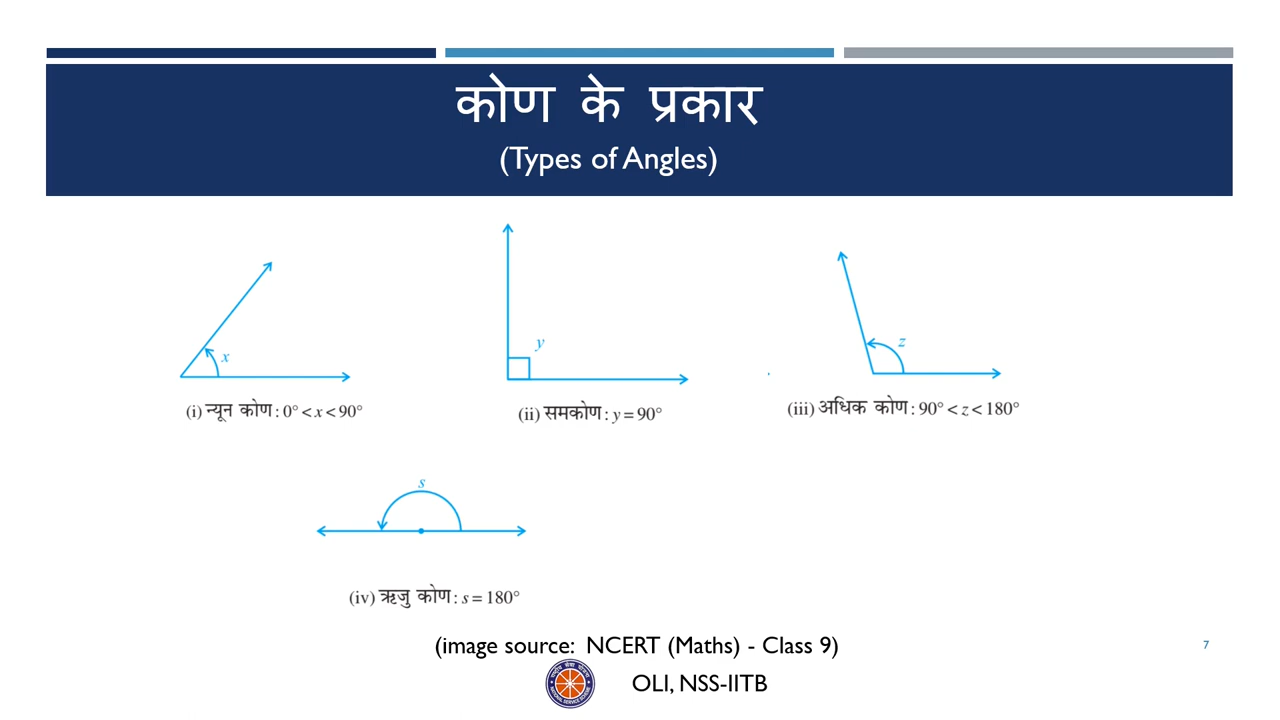 कोण के प्रकार
(Types of Angles)
x
y
z
(i) न्यून कोण : 0° < x < 90°
(ii) समकोण : y = 90°
(iii) अधिक कोण : 90° < z < 180°
s
(iv) ऋजु कोण : s = 180°
(image source: NCERT (Maths) - Class 9)
7
OLI, NSS-IITB